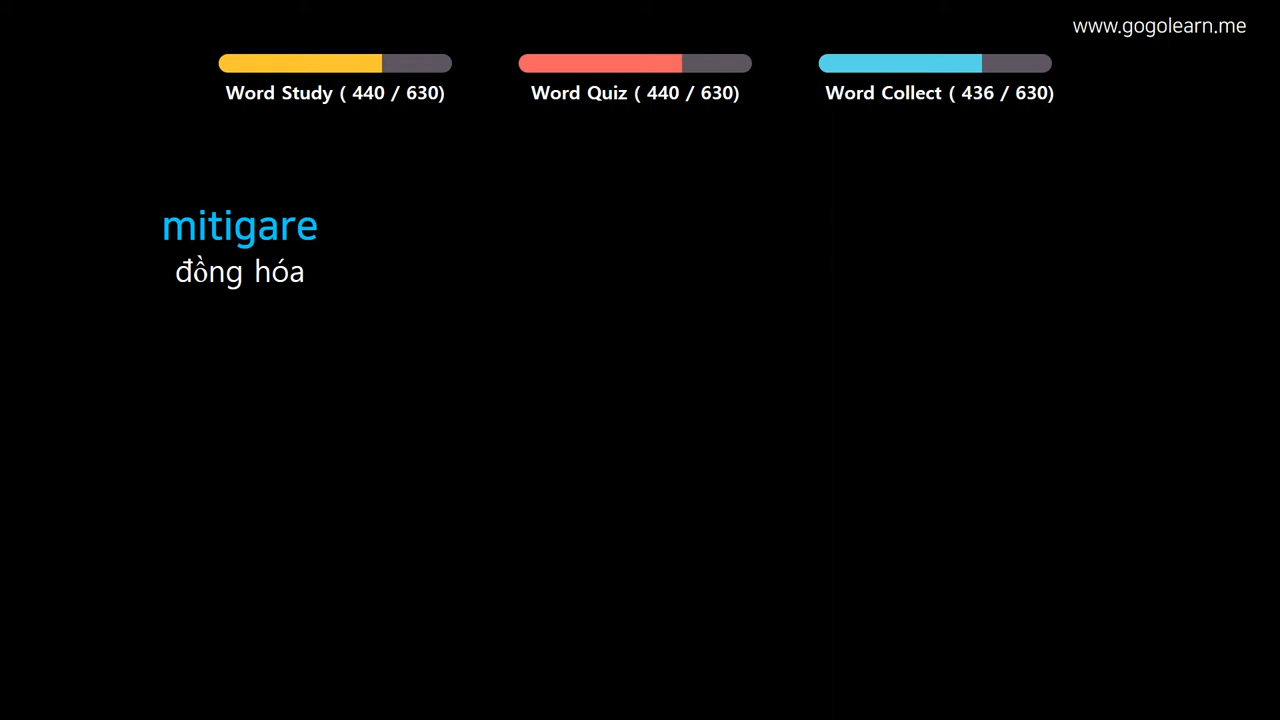 www.gogolearn.me
Word Study ( 440 / 630)
Word Quiz ( 440 / 630)
Word Collect ( 436 / 630)
mitigare
đồng hóa